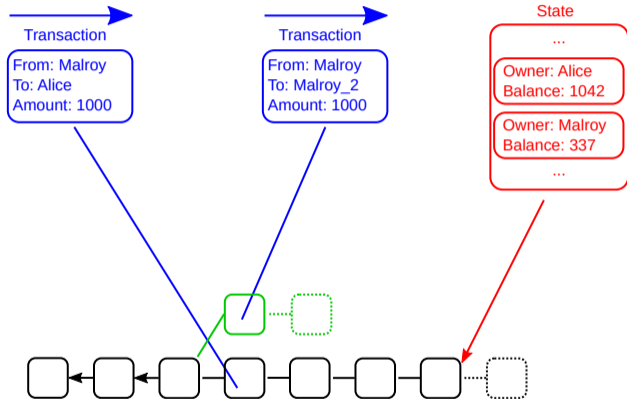 Transaction
From: Malroy
To: Alice
Amount: 1000
Transaction
From: Malroy
To: Malroy_2
Amount: 1000
State
...
Owner: Alice
Balance: 1042
Owner: Malroy
Balance: 337
...